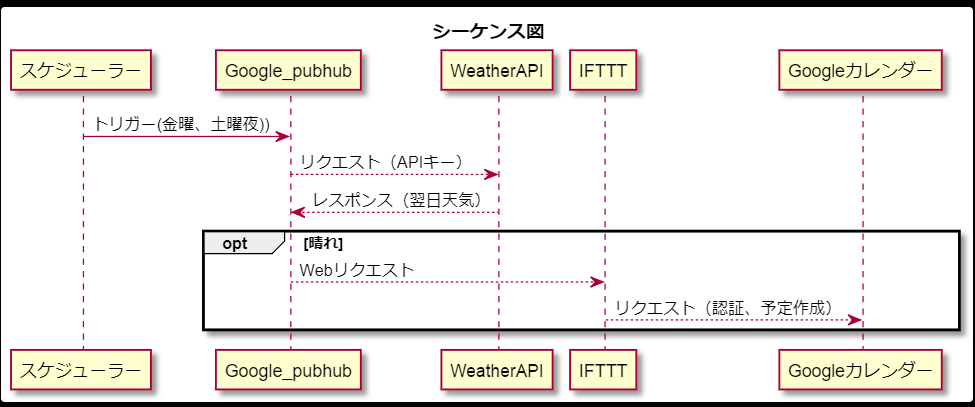 シーケンス図
スケジューラー Google_pubhub WeatherAPI IFTTT Googleカレンダー
トリガー(金曜、土曜夜))
リクエスト（APIキー）
レスポンス（翌日天気）
opt [晴れ]
Webリクエスト
リクエスト（認証、予定作成）
スケジューラー Google_pubhub WeatherAPI IFTTT Googleカレンダー